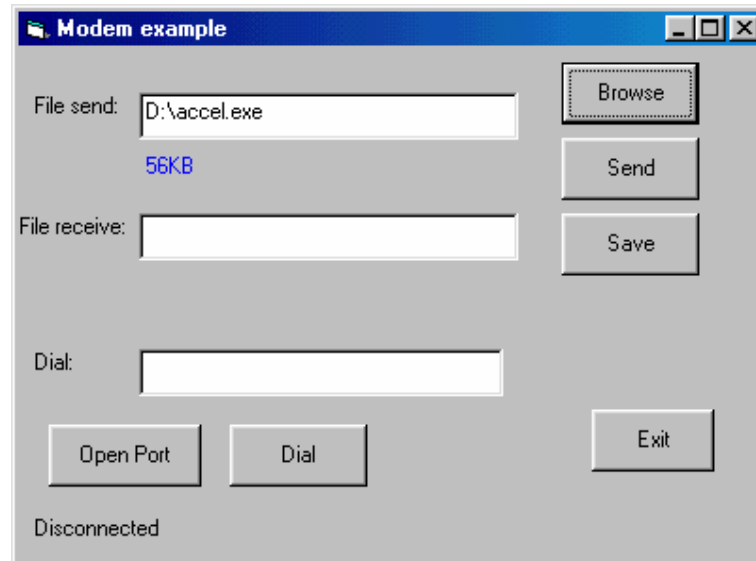 Modem example
File send:
D:\accel.exe
Browse
56KB
Send
File receive:
Save
Dial:
Open Port
Dial
Exit
Disconnected